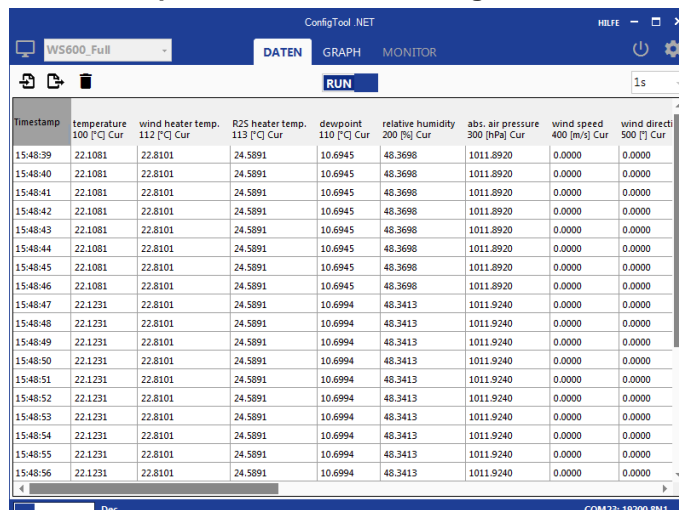 ConfigTool .NET HILFE
WS600_Full DATEN GRAPH MONITOR
RUN 1s
Timestamp temperature wind heater temp. R2S heater temp. dewpoint relative humidity abs. air pressure wind speed wind directi
100 [°C] Cur 112 [°C] Cur 113 [°C] Cur 110 [°C] Cur 200 [%] Cur 300 [hPa] Cur 400 [m/s] Cur 500 [°] Cur
15:48:39 22.1081 22.8101 24.5891 10.6945 48.3698 1011.8920 0.0000 0.0000
15:48:40 22.1081 22.8101 24.5891 10.6945 48.3698 1011.8920 0.0000 0.0000
15:48:41 22.1081 22.8101 24.5891 10.6945 48.3698 1011.8920 0.0000 0.0000
15:48:42 22.1081 22.8101 24.5891 10.6945 48.3698 1011.8920 0.0000 0.0000
15:48:43 22.1081 22.8101 24.5891 10.6945 48.3698 1011.8920 0.0000 0.0000
15:48:44 22.1081 22.8101 24.5891 10.6945 48.3698 1011.8920 0.0000 0.0000
15:48:45 22.1081 22.8101 24.5891 10.6945 48.3698 1011.8920 0.0000 0.0000
15:48:46 22.1081 22.8101 24.5891 10.6945 48.3698 1011.8920 0.0000 0.0000
15:48:47 22.1231 22.8101 24.5891 10.6994 48.3413 1011.9240 0.0000 0.0000
15:48:48 22.1231 22.8101 24.5891 10.6994 48.3413 1011.9240 0.0000 0.0000
15:48:49 22.1231 22.8101 24.5891 10.6994 48.3413 1011.9240 0.0000 0.0000
15:48:50 22.1231 22.8101 24.5891 10.6994 48.3413 1011.9240 0.0000 0.0000
15:48:51 22.1231 22.8101 24.5891 10.6994 48.3413 1011.9240 0.0000 0.0000
15:48:52 22.1231 22.8101 24.5891 10.6994 48.3413 1011.9240 0.0000 0.0000
15:48:53 22.1231 22.8101 24.5891 10.6994 48.3413 1011.9240 0.0000 0.0000
15:48:54 22.1231 22.8101 24.5891 10.6994 48.3413 1011.9240 0.0000 0.0000
15:48:55 22.1231 22.8101 24.5891 10.6994 48.3413 1011.9240 0.0000 0.0000
15:48:56 22.1231 22.8101 24.5891 10.6994 48.3413 1011.9240 0.0000 0.0000
Dec COM23: 19200 8N1